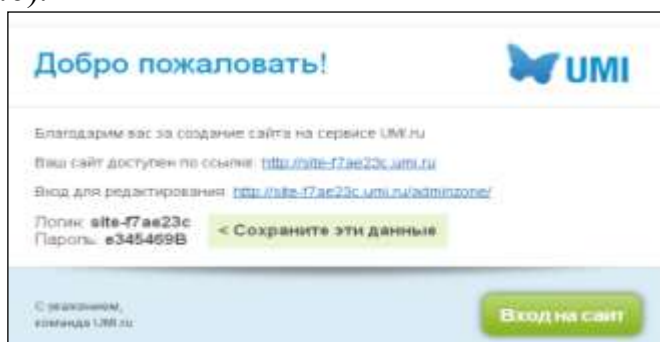 Добро пожаловать!
UMI
Благодарим вас за создание сайта на сервисе UMI.ru
Ваш сайт доступен по ссылке: http://site-f7ae23c.umi.ru
Вход для редактирования: http://site-f7ae23c.umi.ru/adminzone/
Логин: site-f7ae23c
Пароль: e345469B
< Сохраните эти данные
С уважением,
команда UMI.ru
Вход на сайт